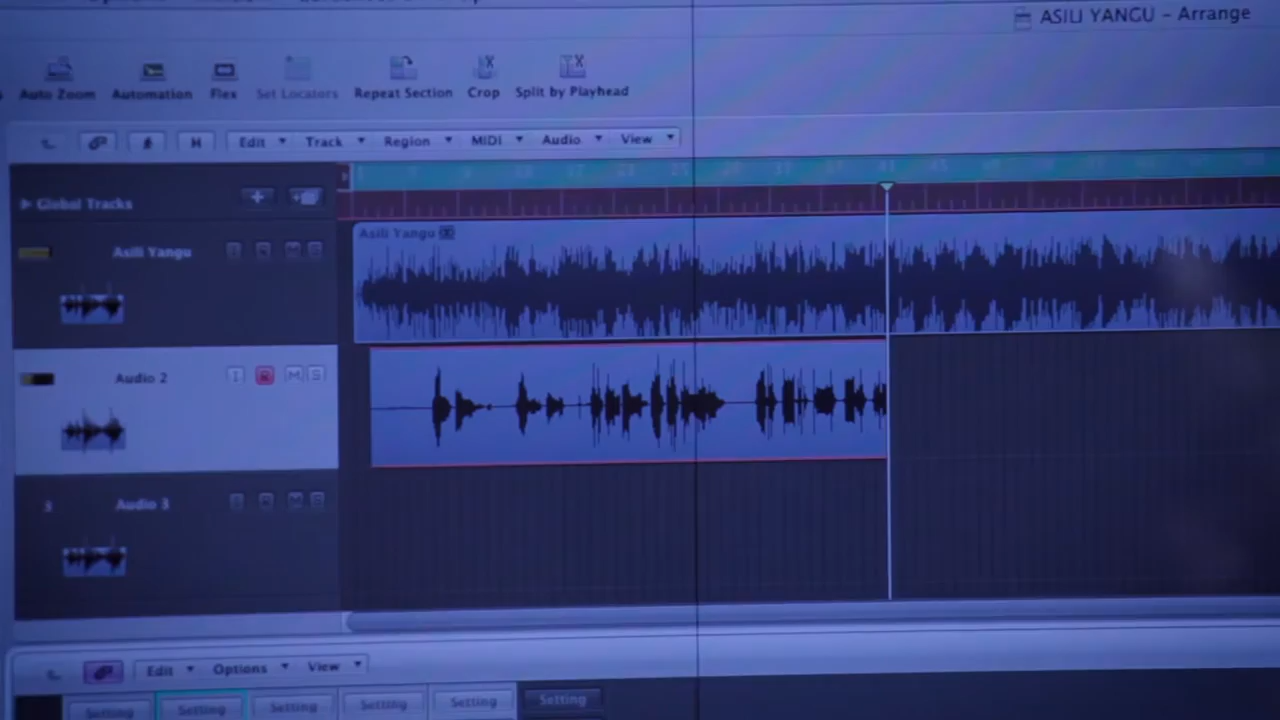 ASILI YANGU - Arrange
Auto Zoom Automation Flex Set Locators Repeat Section Crop Split by Playhead
H Edit Track Region MIDI Audio View
Global Tracks
Asili Yangu
Asili Yangu I R M S
Audio 2 I R M S
3 Audio 3 I R M S
Edit Options View
Setting Setting Setting Setting Setting Setting